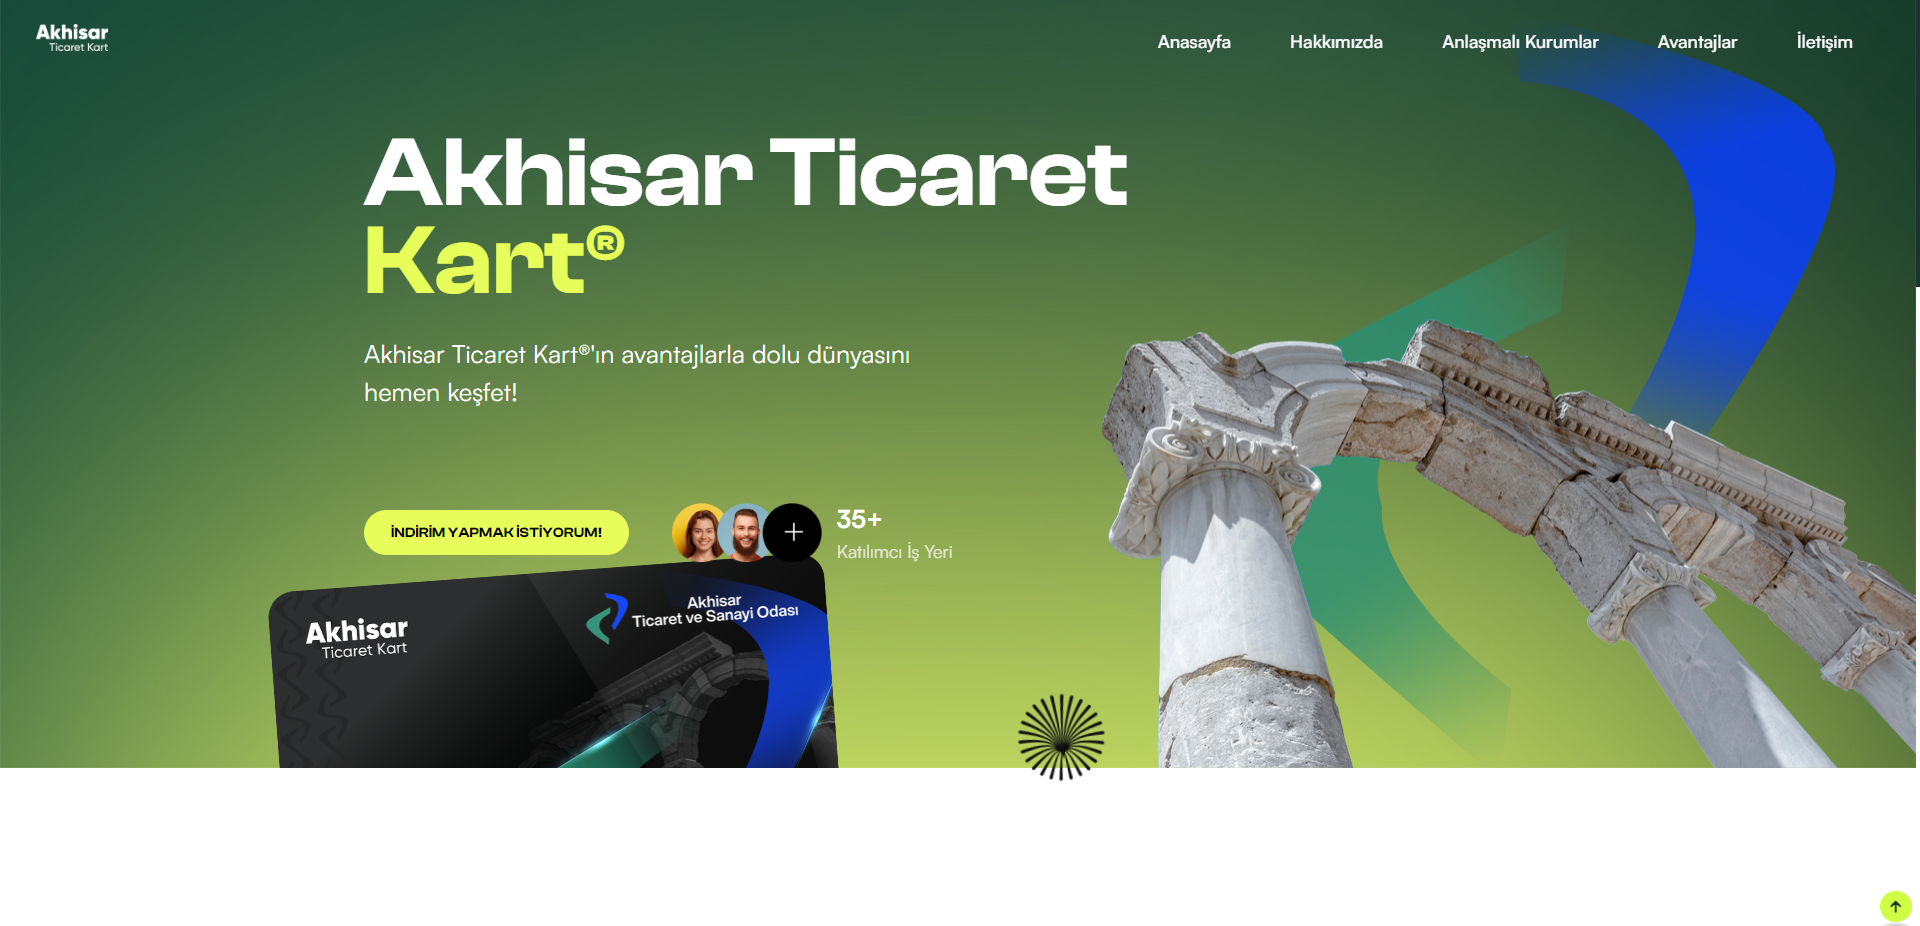 Akhisar
Ticaret Kart
Anasayfa
Hakkımızda
Anlaşmalı Kurumlar
Avantajlar
İletişim
Akhisar Ticaret
Kart®
Akhisar Ticaret Kart®'ın avantajlarla dolu dünyasını
hemen keşfet!
İNDİRİM YAPMAK İSTİYORUM!
35+
Katılımcı İş Yeri
Akhisar
Ticaret Kart
Akhisar
Ticaret ve Sanayi Odası